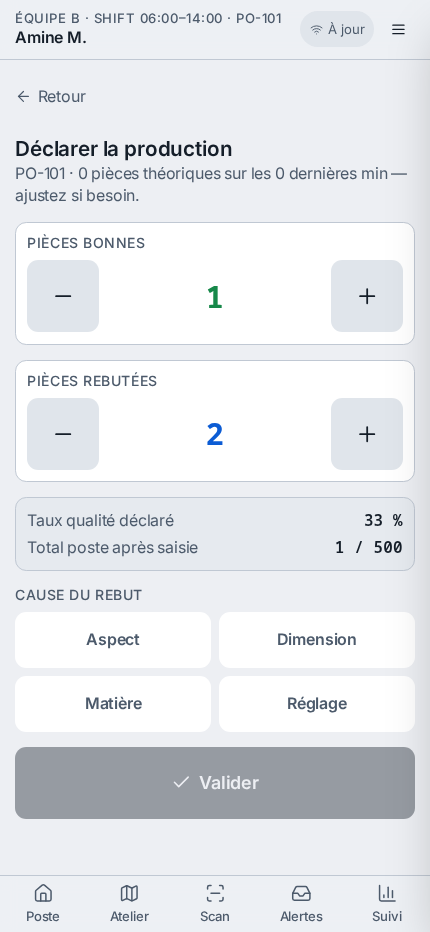 ÉQUIPE B · SHIFT 06:00–14:00 · PO-101
Amine M.
À jour
Retour
Déclarer la production
PO-101 · 0 pièces théoriques sur les 0 dernières min —
ajustez si besoin.
PIÈCES BONNES
− 1 +
PIÈCES REBUTÉES
− 2 +
Taux qualité déclaré 33 %
Total poste après saisie 1 / 500
CAUSE DU REBUT
Aspect Dimension
Matière Réglage
Valider
Poste Atelier Scan Alertes Suivi